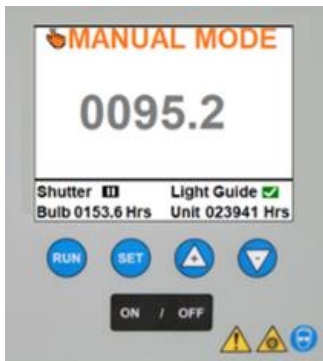 MANUAL MODE
0095.2
Shutter Light Guide
Bulb 0153.6 Hrs Unit 023941 Hrs
RUN SET + -
ON / OFF